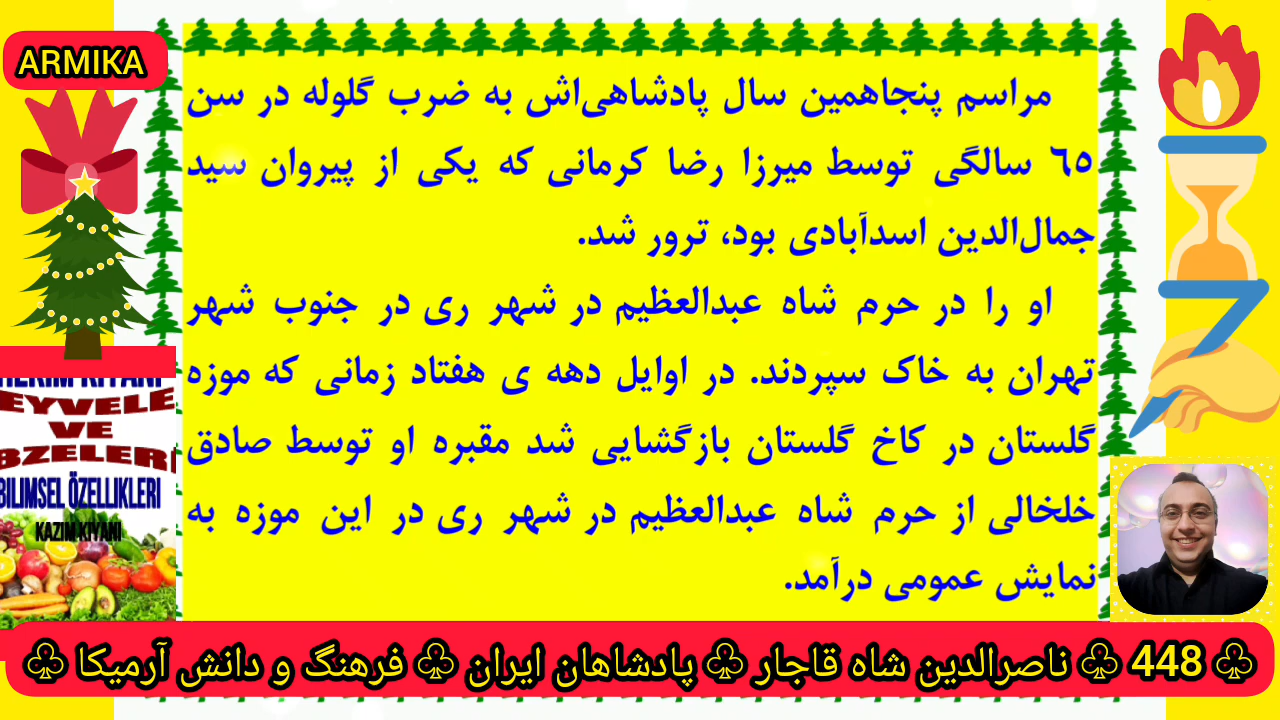 ARMIKA
مراسم پنجاهمین سال پادشاهی‌اش به ضرب گلوله در سن
٦٥ سالگی توسط میرزا رضا کرمانی که یکی از پیروان سید
جمال‌الدین اسدآبادی بود، ترور شد.
او را در حرم شاه عبدالعظیم در شهر ری در جنوب شهر
تهران به خاک سپردند. در اوایل دهه ی هفتاد زمانی که موزه
گلستان در کاخ گلستان بازگشایی شد مقبره او توسط صادق
خلخالی از حرم شاه عبدالعظیم در شهر ری در این موزه به
نمایش عمومی درآمد.
EYVELE
VE
BZELERİ
BILIMSEL ÖZELLIKLERI
KAZIM KIYANI
♧ 448 ♧ ناصرالدین شاه قاجار ♧ پادشاهان ایران ♧ فرهنگ و دانش آرمیکا ♧